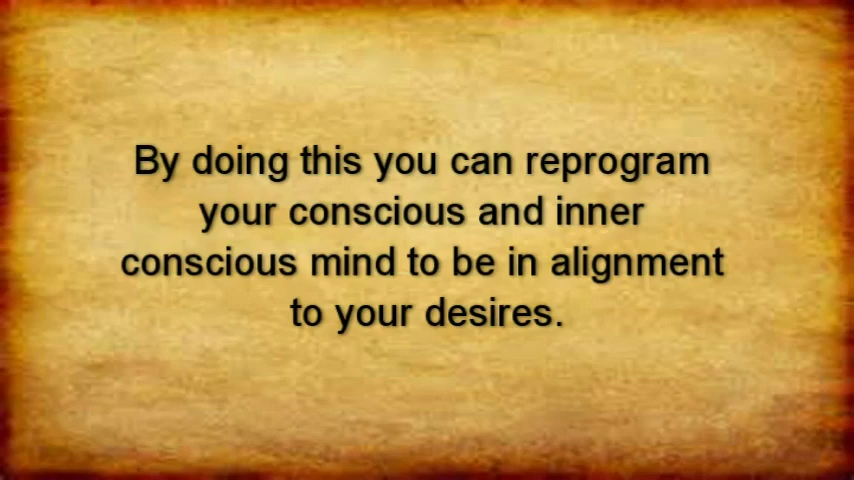 By doing this you can reprogram
your conscious and inner
conscious mind to be in alignment
to your desires.